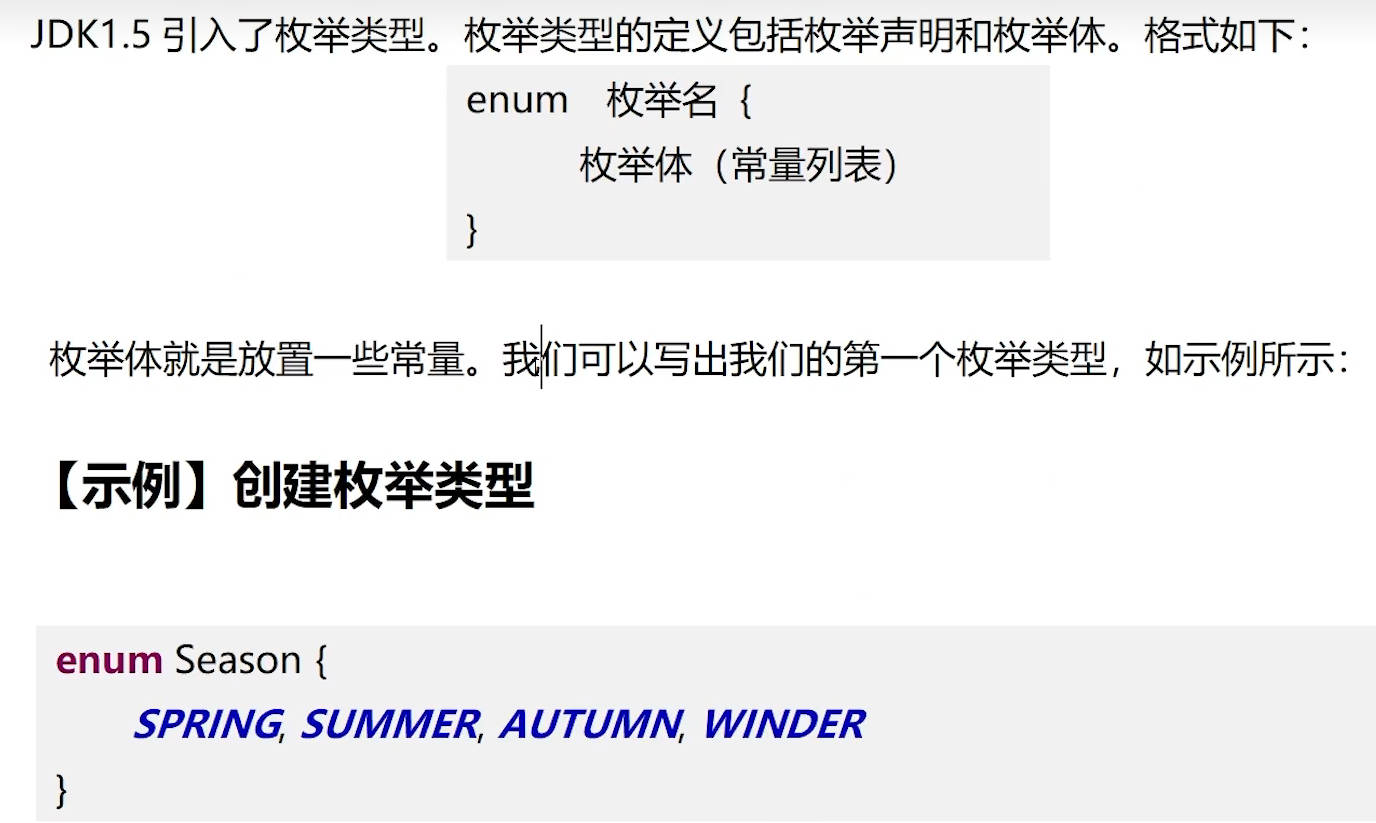 JDK1.5 引入了枚举类型。枚举类型的定义包括枚举声明和枚举体。格式如下：
enum 枚举名 {
枚举体（常量列表）
}
枚举体就是放置一些常量。我们可以写出我们的第一个枚举类型，如示例所示：
【示例】创建枚举类型
enum Season {
SPRING, SUMMER, AUTUMN, WINDER
}